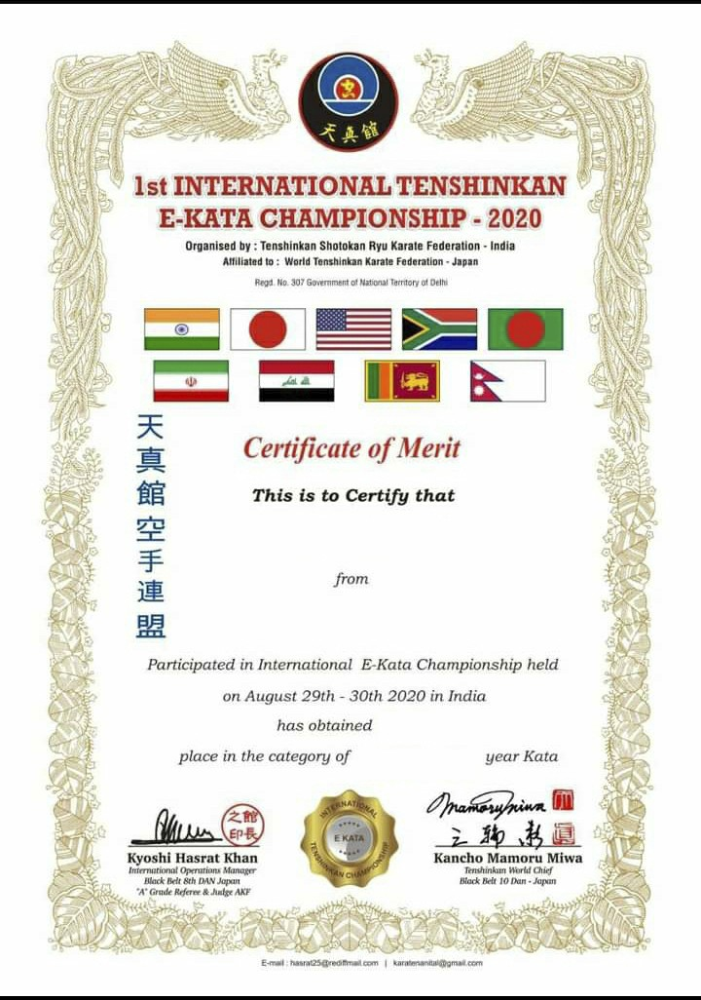 天真館
1st INTERNATIONAL TENSHINKAN
E-KATA CHAMPIONSHIP - 2020
Organised by : Tenshinkan Shotokan Ryu Karate Federation - India
Affiliated to : World Tenshinkan Karate Federation - Japan
Regd. No. 307 Government of National Territory of Delhi
天真館空手連盟
Certificate of Merit
This is to Certify that
from
Participated in International E-Kata Championship held
on August 29th - 30th 2020 in India
has obtained
place in the category of year Kata
館長
之印
Kyoshi Hasrat Khan
International Operations Manager
Black Belt 8th DAN Japan
"A" Grade Referee & Judge AKF
INTERNATIONAL
E KATA
TENSHINKAN CHAMPIONSHIP
Mamoru Miwa
Kancho Mamoru Miwa
Tenshinkan World Chief
Black Belt 10 Dan - Japan
E-mail : hasrat25@rediffmail.com | karatenanital@gmail.com